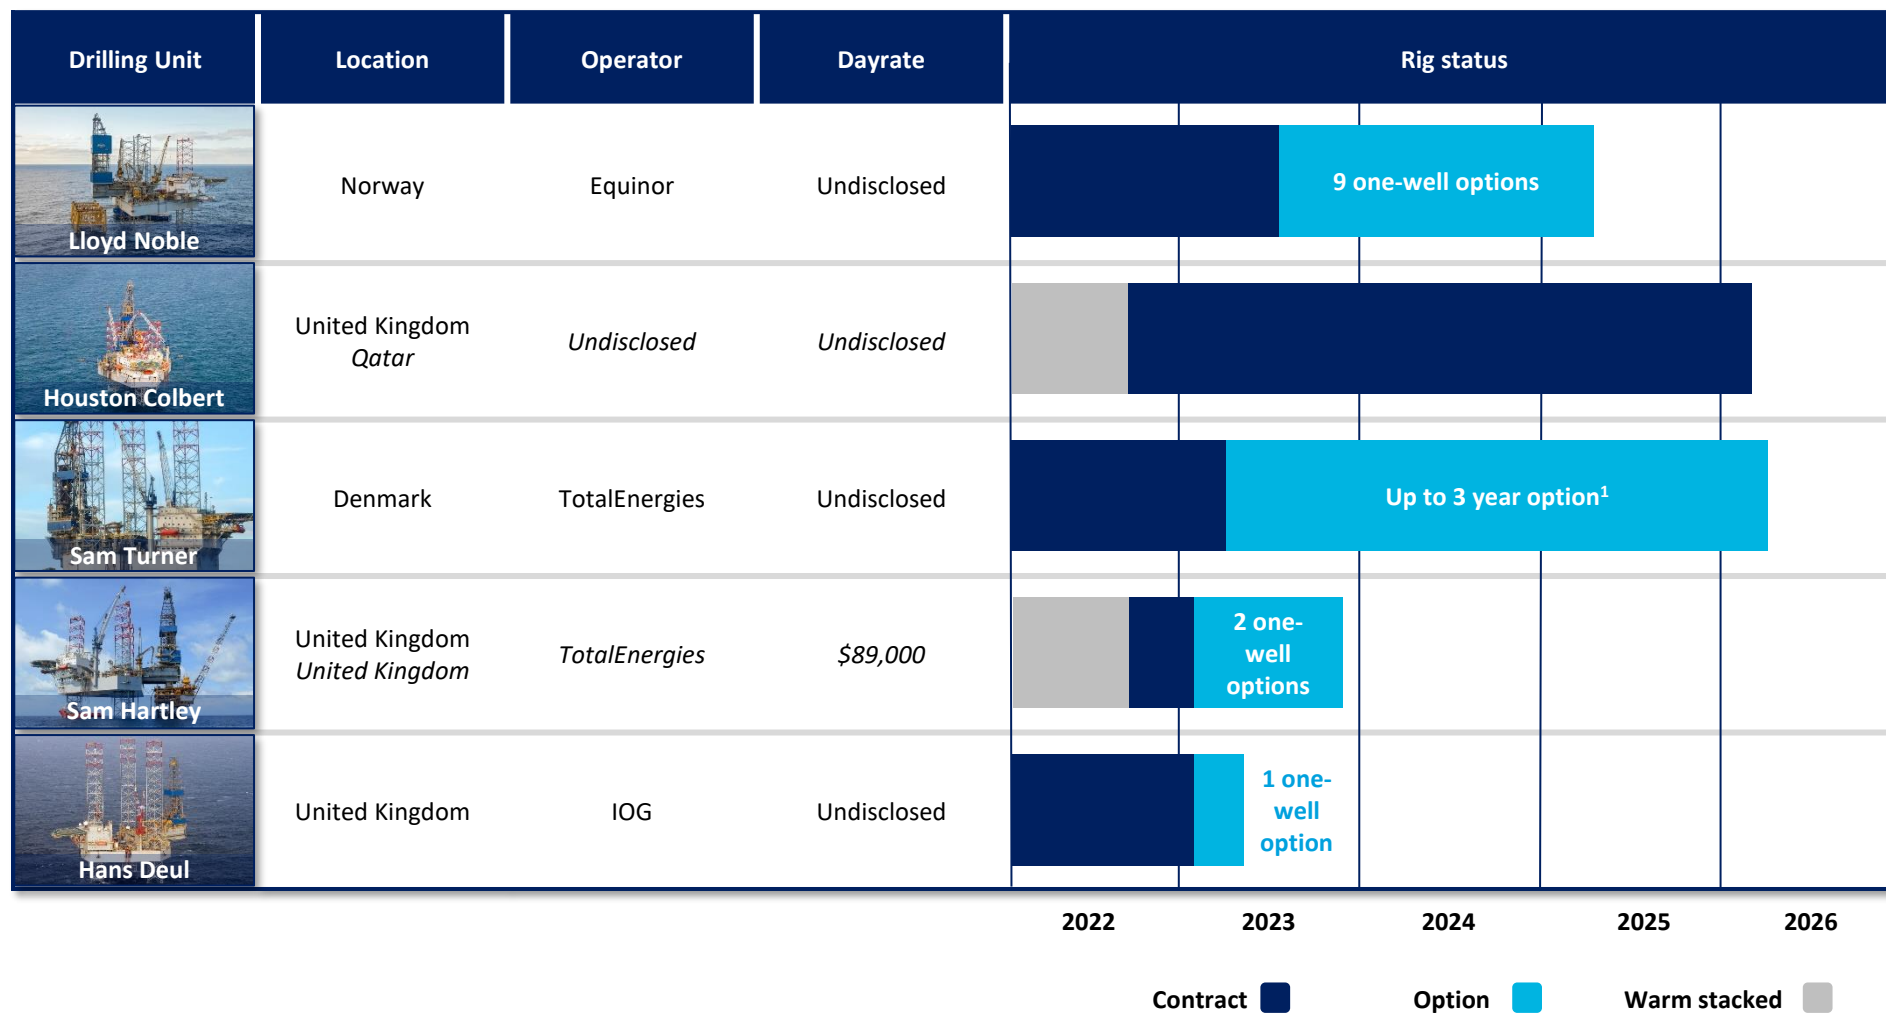 Drilling Unit
Location
Operator
Dayrate
Rig status
Lloyd Noble
Norway
Equinor
Undisclosed
9 one-well options
Houston Colbert
United Kingdom
Qatar
Undisclosed
Undisclosed
Sam Turner
Denmark
TotalEnergies
Undisclosed
Up to 3 year option¹
Sam Hartley
United Kingdom
United Kingdom
TotalEnergies
$89,000
2 one-
well
options
Hans Deul
United Kingdom
IOG
Undisclosed
1 one-
well
option
2022
2023
2024
2025
2026
Contract
Option
Warm stacked